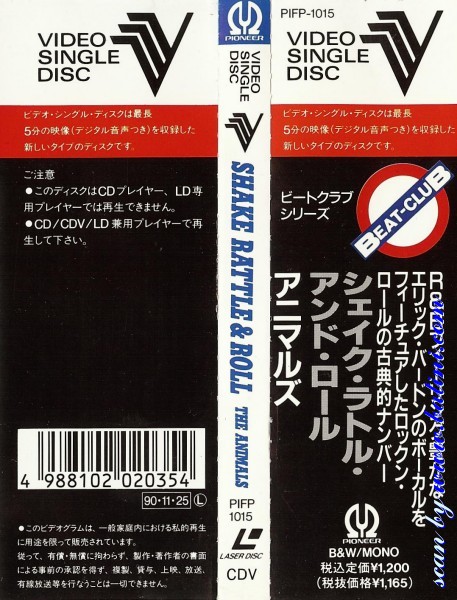 VIDEO
SINGLE
DISC
ビデオ・シングル・ディスクは最長
5分の映像(デジタル音声つき)を収録した
新しいタイプのディスクです。
ご注意
●このディスクはCDプレイヤー、LD専
用プレイヤーでは再生できません。
●CD/CDV/LD兼用プレイヤーで再
生して下さい。
4 988102 020354
90・11・25 Ⓛ
●このビデオグラムは、一般家庭内における私的再生
に用途を限って販売されています。
従って、有償・無償に拘わらず、製作・著作者の書面
による事前の承認を得ず、複製、貸与、上映、放送、
有線放送等を行なうことは一切できません。
PIONEER
VIDEO
SINGLE
DISC
SHAKE RATTLE & ROLL THE ANIMALS
PIFP
1015
LASER DISC
CDV
PIFP-1015
VIDEO
SINGLE
DISC
ビデオ・シングル・ディスクは最長
5分の映像(デジタル音声つき)を収録した
新しいタイプのディスクです。
ビートクラブ
シリーズ
BEAT-CLUB
エリック・バードンのボーカルを
フィーチュアしたロックン・
ロールの古典的ナンバー
シェイク・ラトル・
アンド・ロール
アニマルズ
PIONEER
B&W/MONO
税込定価¥1,200
(税抜価格¥1,165)